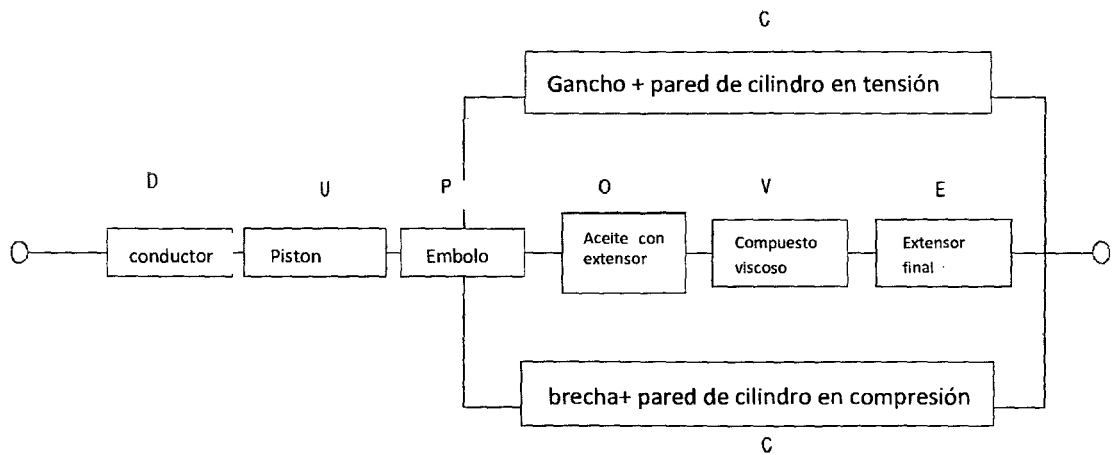 C
Gancho + pared de cilindro en tensión
D
U
P
O
V
E
conductor
Piston
Embolo
Aceite con
extensor
Compuesto
viscoso
Extensor
final
brecha+ pared de cilindro en compresión
C